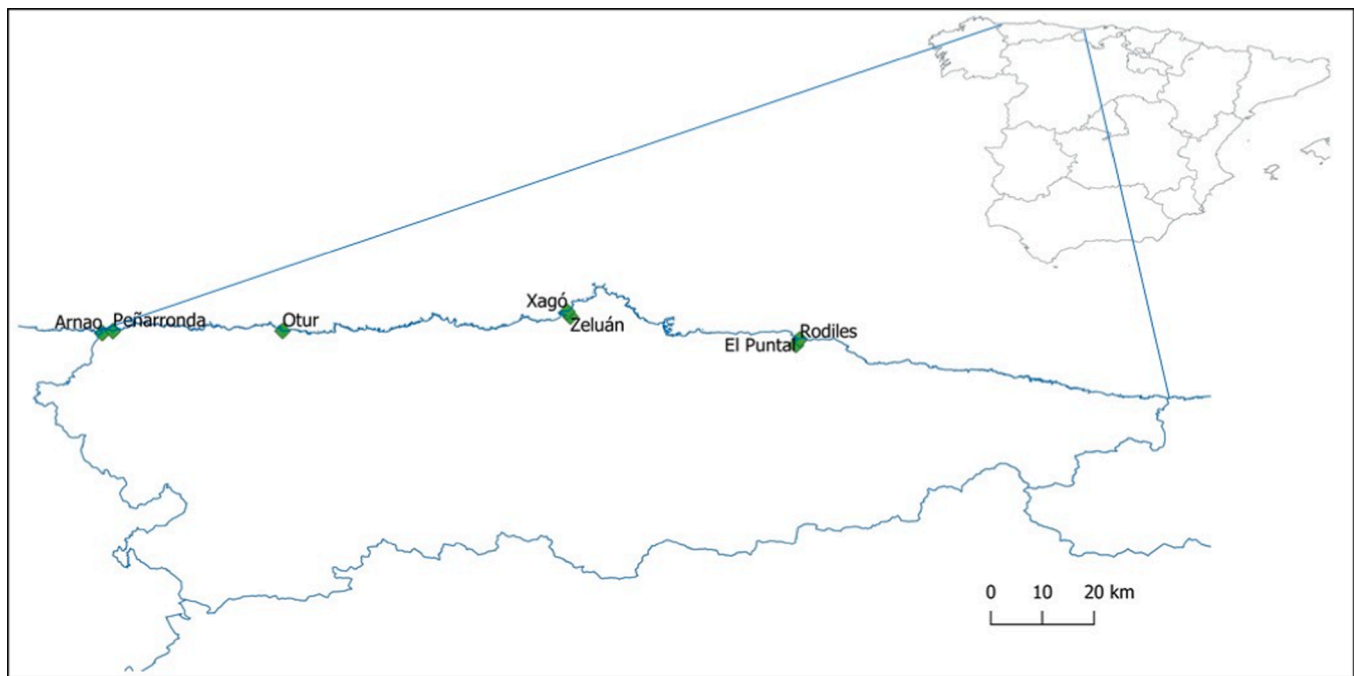 Arnao
Peñarronda
Otur
Xagó
Zeluán
Rodiles
El Puntal
0 10 20 km